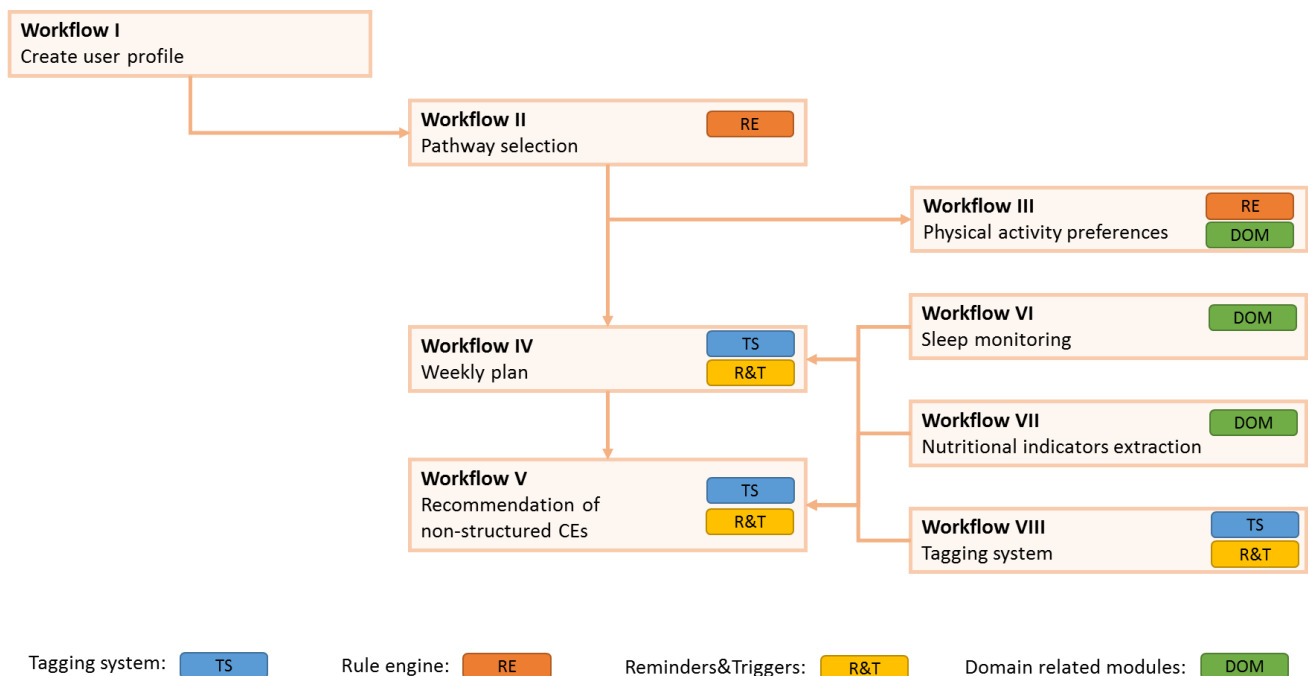 Workflow I
Create user profile
Workflow II
Pathway selection
RE
Workflow III
Physical activity preferences
RE
DOM
Workflow IV
Weekly plan
TS
R&T
Workflow V
Recommendation of
non-structured CEs
TS
R&T
Workflow VI
Sleep monitoring
DOM
Workflow VII
Nutritional indicators extraction
DOM
Workflow VIII
Tagging system
TS
R&T
Tagging system: TS
Rule engine: RE
Reminders&Triggers: R&T
Domain related modules: DOM